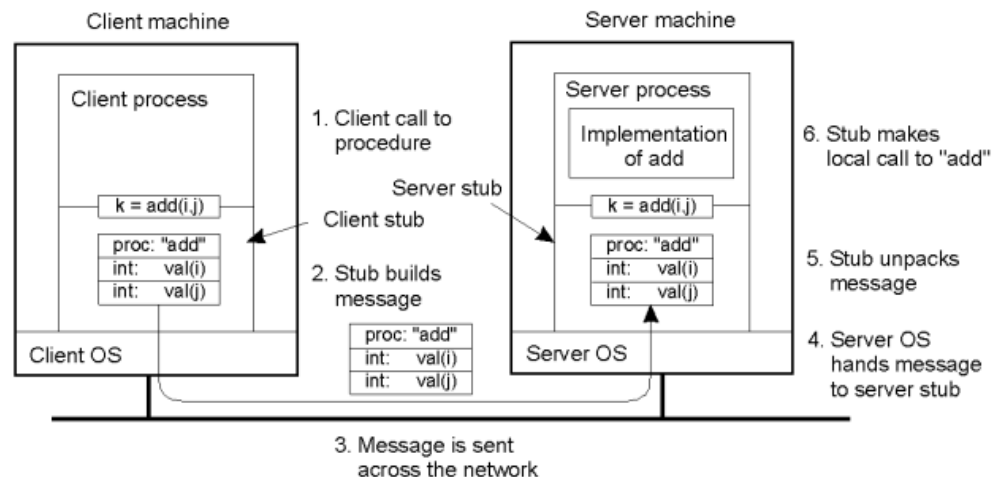 Client machine
Server machine
Client process
1. Client call to
procedure
k = add(i,j)
Client stub
proc: "add"
int: val(i)
int: val(j)
2. Stub builds
message
proc: "add"
int: val(i)
int: val(j)
Client OS
3. Message is sent
across the network
Server process
Implementation
of add
Server stub
k = add(i,j)
proc: "add"
int: val(i)
int: val(j)
Server OS
6. Stub makes
local call to "add"
5. Stub unpacks
message
4. Server OS
hands message
to server stub